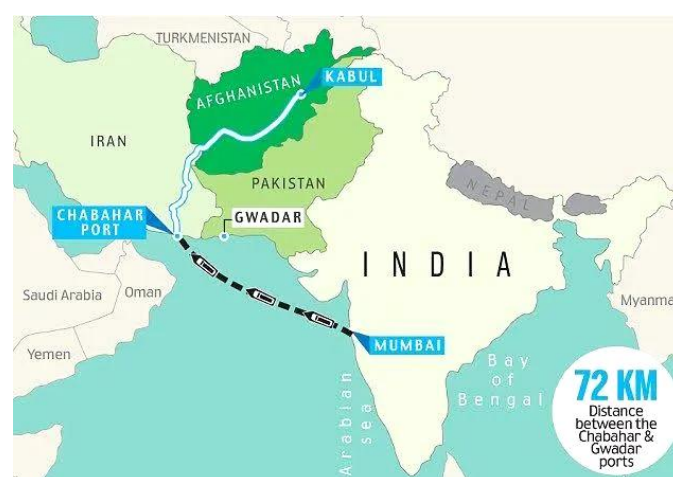 TURKMENISTAN
KABUL
AFGHANISTAN
IRAN
PAKISTAN
NEPAL
CHABAHAR
PORT
GWADAR
INDIA
Saudi Arabia
Oman
Myanma
MUMBAI
Yemen
Bay
of
Bengal
Arabian
sea
72 KM
Distance
between the
Chabahar &
Gwadar
ports